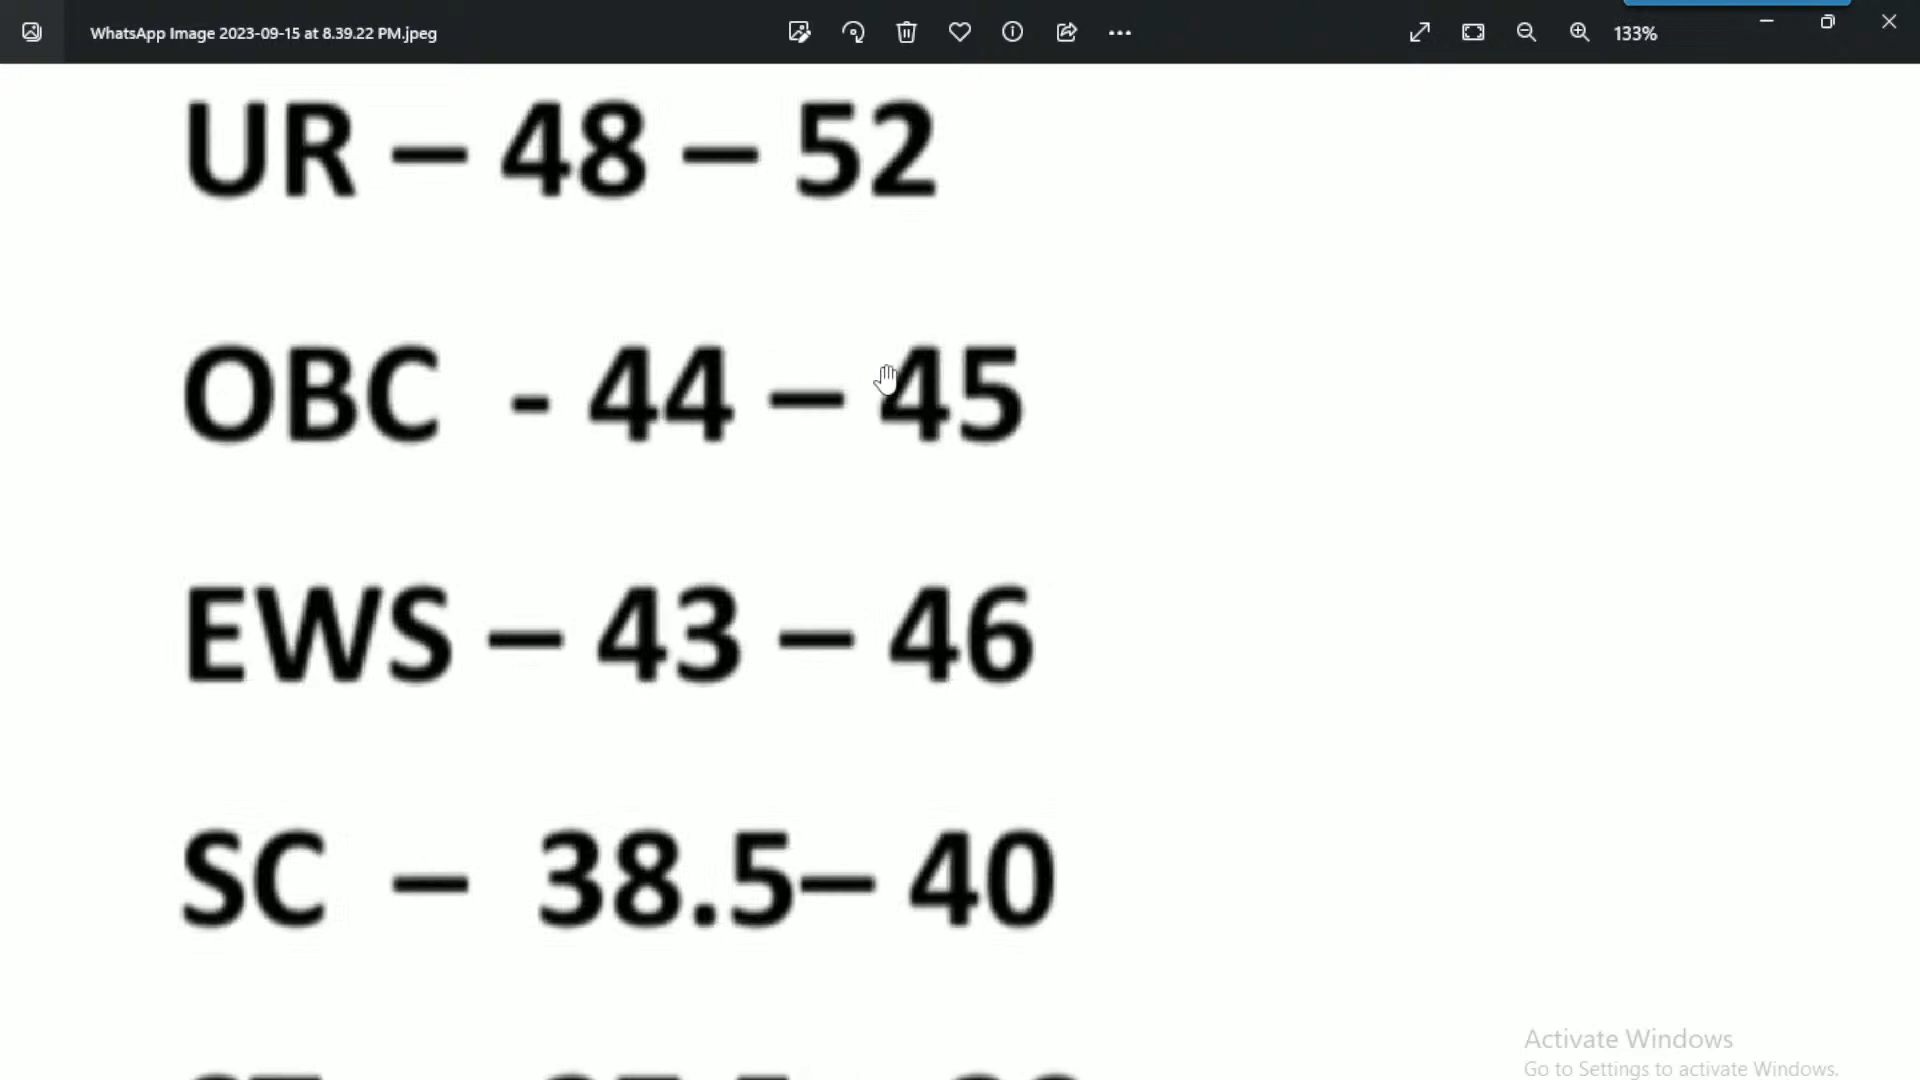 WhatsApp Image 2023-09-15 at 8.39.22 PM.jpeg
133%
UR – 48 – 52
OBC - 44 – 45
EWS – 43 – 46
SC – 38.5– 40
Activate Windows
Go to Settings to activate Windows.